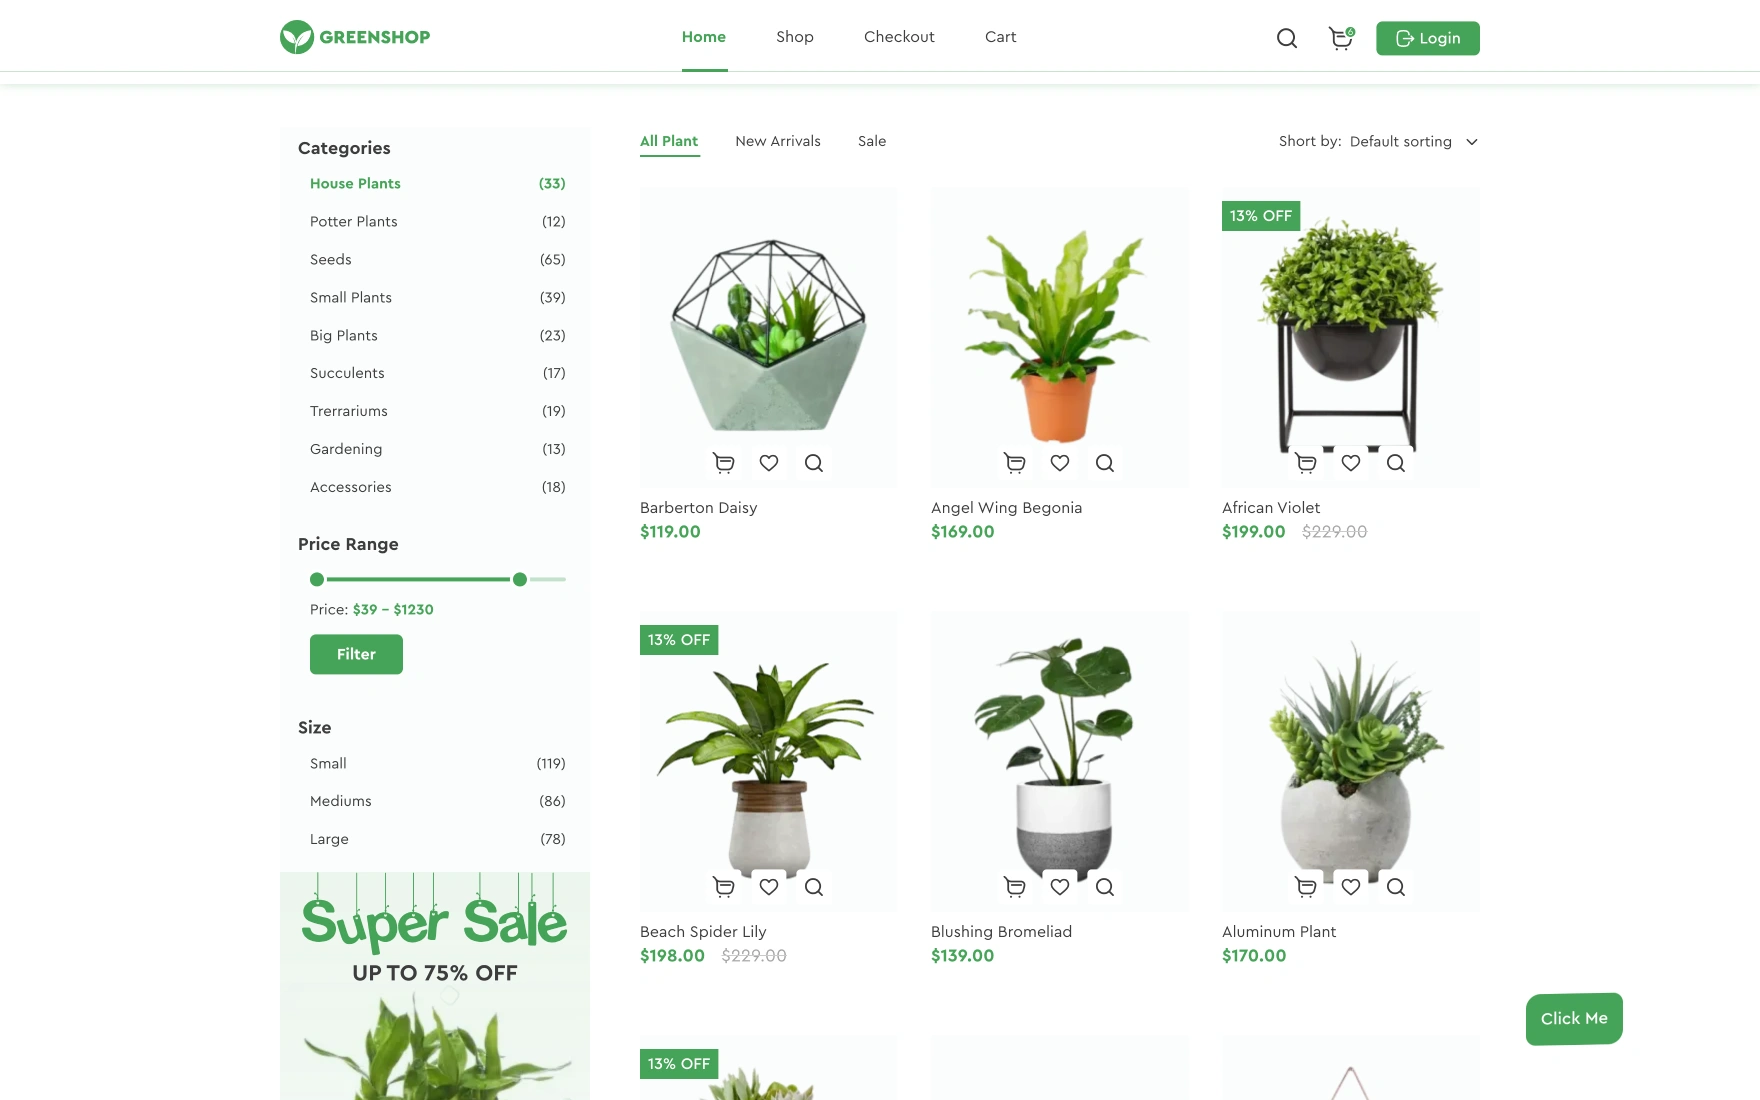 GREENSHOP
Home
Shop
Checkout
Cart
6
Login
Categories
House Plants (33)
Potter Plants (12)
Seeds (65)
Small Plants (39)
Big Plants (23)
Succulents (17)
Trerrariums (19)
Gardening (13)
Accessories (18)
Price Range
Price: $39 - $1230
Filter
Size
Small (119)
Mediums (86)
Large (78)
Super Sale
UP TO 75% OFF
All Plant
New Arrivals
Sale
Short by: Default sorting
Barberton Daisy
$119.00
Angel Wing Begonia
$169.00
13% OFF
African Violet
$199.00 $229.00
13% OFF
Beach Spider Lily
$198.00 $229.00
Blushing Bromeliad
$139.00
Aluminum Plant
$170.00
13% OFF
Click Me